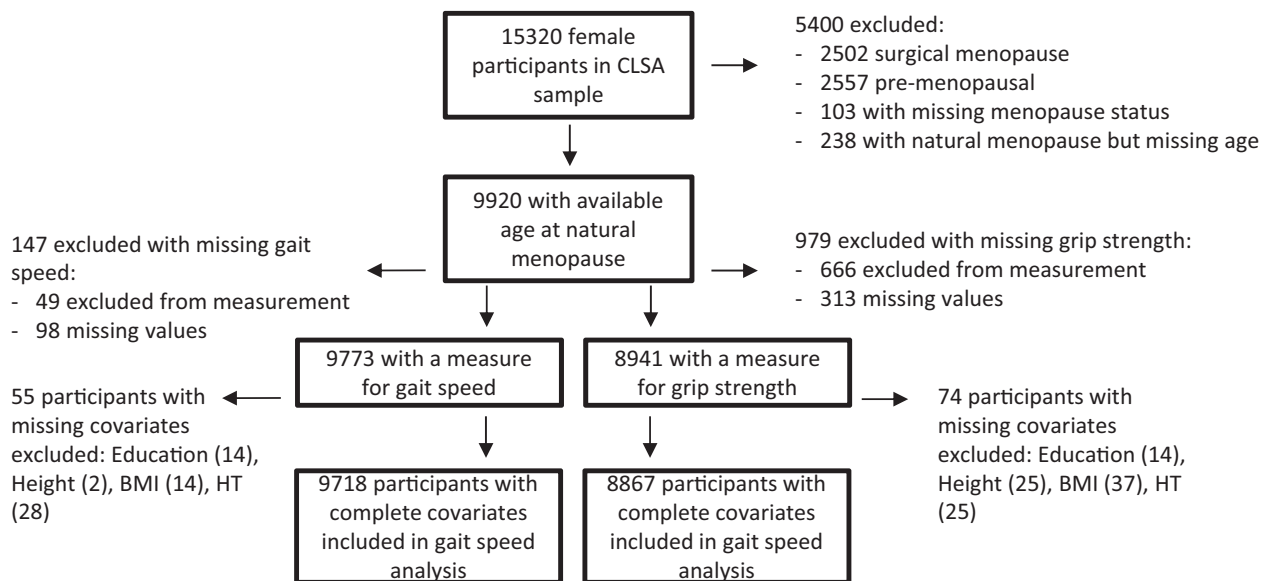 15320 female
participants in CLSA
sample
5400 excluded:
- 2502 surgical menopause
- 2557 pre-menopausal
- 103 with missing menopause status
- 238 with natural menopause but missing age
9920 with available
age at natural
menopause
147 excluded with missing gait
speed:
- 49 excluded from measurement
- 98 missing values
979 excluded with missing grip strength:
- 666 excluded from measurement
- 313 missing values
9773 with a measure
for gait speed
8941 with a measure
for grip strength
55 participants with
missing covariates
excluded: Education (14),
Height (2), BMI (14), HT
(28)
74 participants with
missing covariates
excluded: Education (14),
Height (25), BMI (37), HT
(25)
9718 participants with
complete covariates
included in gait speed
analysis
8867 participants with
complete covariates
included in gait speed
analysis